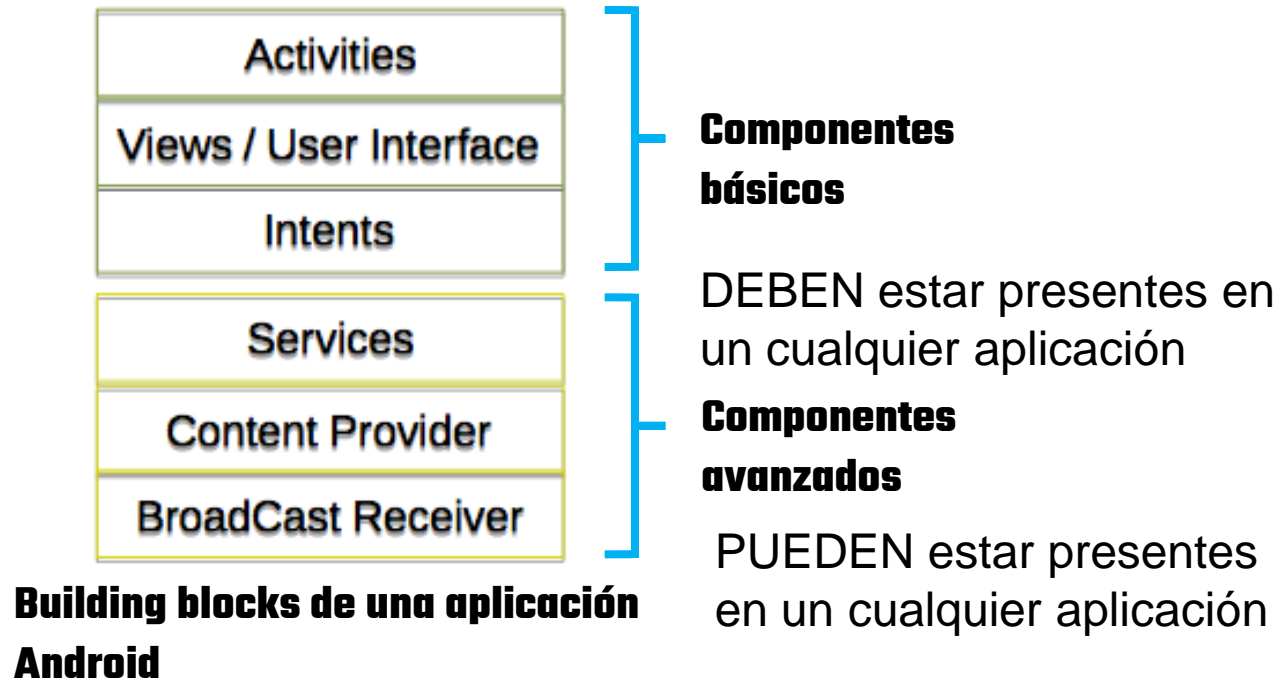 Activities
Views / User Interface
Intents
Componentes
básicos
DEBEN estar presentes en
un cualquier aplicación
Services
Content Provider
BroadCast Receiver
Componentes
avanzados
PUEDEN estar presentes
en un cualquier aplicación
Building blocks de una aplicación
Android